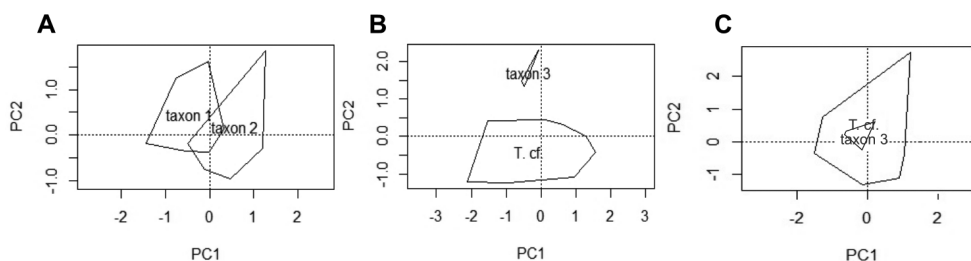 A B C
PC2
1.0
0.0
-1.0
taxon 1
taxon 2
-2 -1 0 1 2
PC1
PC2
2.0
1.0
0.0
-1.0
taxon 3
T. cf.
-3 -2 -1 0 1 2 3
PC1
PC2
2
1
0
-1
T. cf.
taxon 3
-2 0 2
PC1